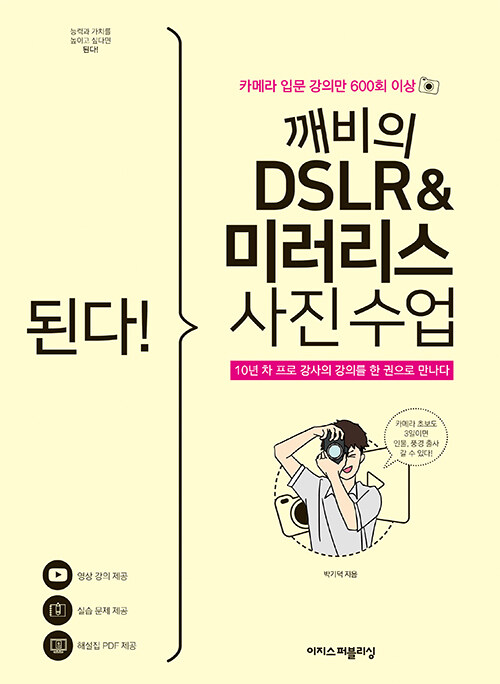 능력과 가치를
높이고 싶다면
된다!
된다!
카메라 입문 강의만 600회 이상
깨비의
DSLR &
미러리스
사진 수업
10년 차 프로 강사의 강의를 한 권으로 만나다
카메라 초보도
3일이면
인물, 풍경 출사
갈 수 있다!
박기덕 지음
영상 강의 제공
실습 문제 제공
해설집 PDF 제공
이지스퍼블리싱